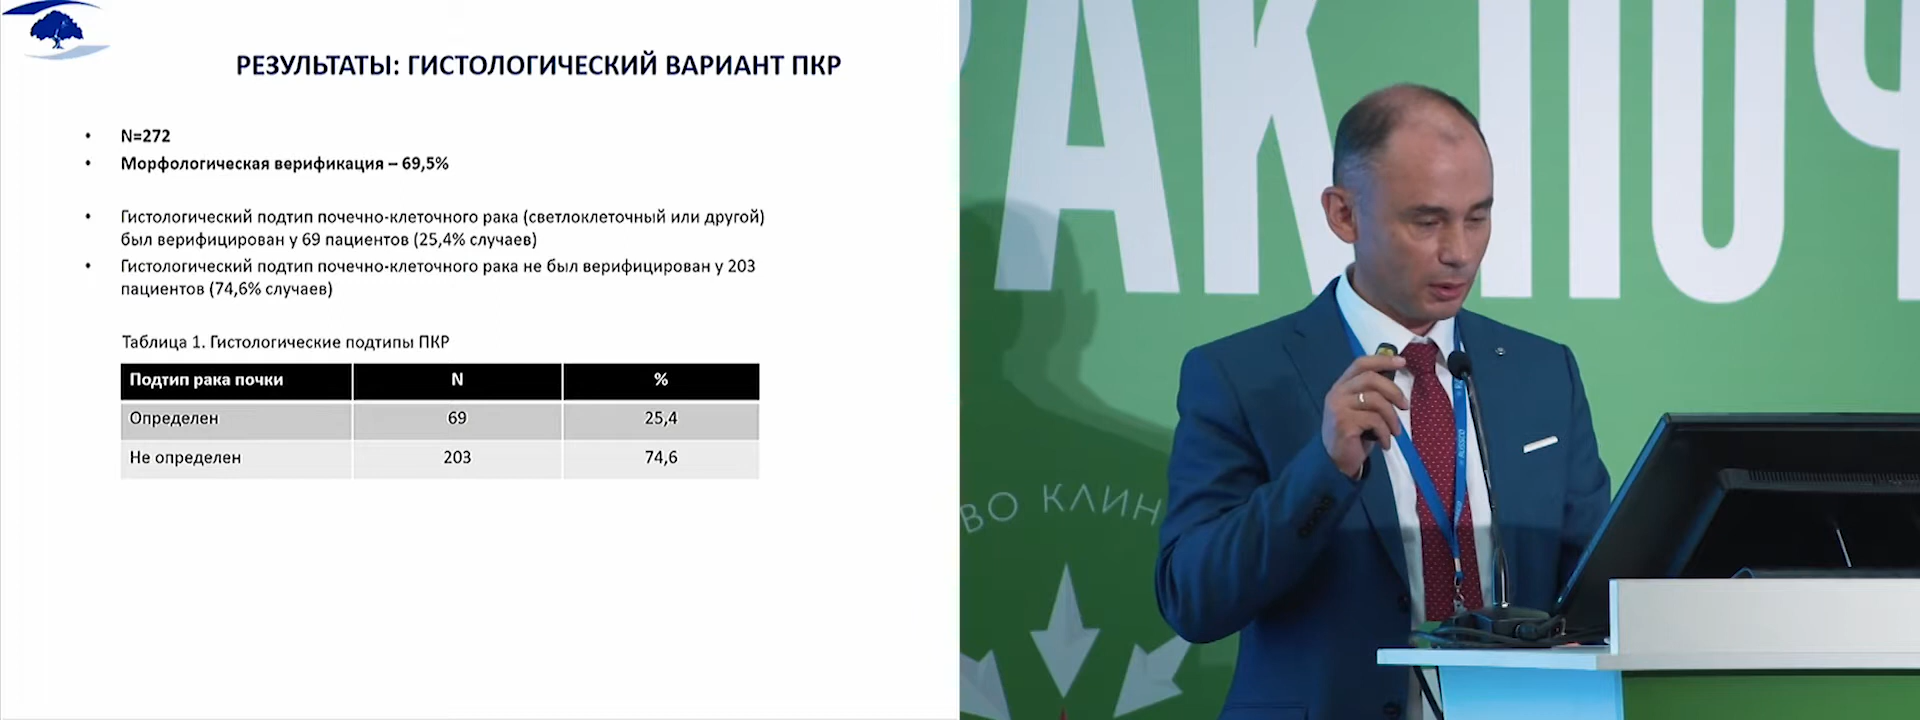 РЕЗУЛЬТАТЫ: ГИСТОЛОГИЧЕСКИЙ ВАРИАНТ ПКР
• N=272
• Морфологическая верификация – 69,5%
• Гистологический подтип почечно-клеточного рака (светлоклеточный или другой)
был верифицирован у 69 пациентов (25,4% случаев)
• Гистологический подтип почечно-клеточного рака не был верифицирован у 203
пациентов (74,6% случаев)
Таблица 1. Гистологические подтипы ПКР
Подтип рака почки N %
Определен 69 25,4
Не определен 203 74,6
РАК ПОЧ
ВО КЛИН
RUSSCO